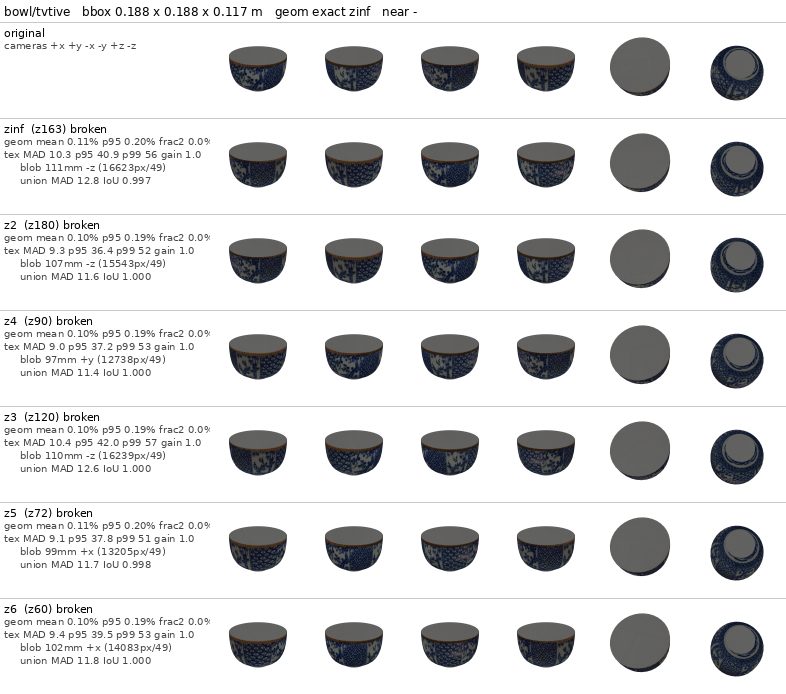 bowl/tvtive   bbox 0.188 x 0.188 x 0.117 m   geom exact zinf   near -
original
cameras +x +y -x -y +z -z
zinf  (z163) broken
geom mean 0.11% p95 0.20% frac2 0.0%
tex MAD 10.3 p95 40.9 p99 56 gain 1.0
blob 111mm -z (16623px/49)
union MAD 12.8 IoU 0.997
z2  (z180) broken
geom mean 0.10% p95 0.19% frac2 0.0%
tex MAD 9.3 p95 36.4 p99 52 gain 1.0
blob 107mm -z (15543px/49)
union MAD 11.6 IoU 1.000
z4  (z90) broken
geom mean 0.10% p95 0.19% frac2 0.0%
tex MAD 9.0 p95 37.2 p99 53 gain 1.0
blob 97mm +y (12738px/49)
union MAD 11.4 IoU 1.000
z3  (z120) broken
geom mean 0.10% p95 0.19% frac2 0.0%
tex MAD 10.4 p95 42.0 p99 57 gain 1.0
blob 110mm -z (16239px/49)
union MAD 12.6 IoU 1.000
z5  (z72) broken
geom mean 0.11% p95 0.20% frac2 0.0%
tex MAD 9.1 p95 37.8 p99 51 gain 1.0
blob 99mm +x (13205px/49)
union MAD 11.7 IoU 0.998
z6  (z60) broken
geom mean 0.10% p95 0.19% frac2 0.0%
tex MAD 9.4 p95 39.5 p99 53 gain 1.0
blob 102mm +x (14083px/49)
union MAD 11.8 IoU 1.000